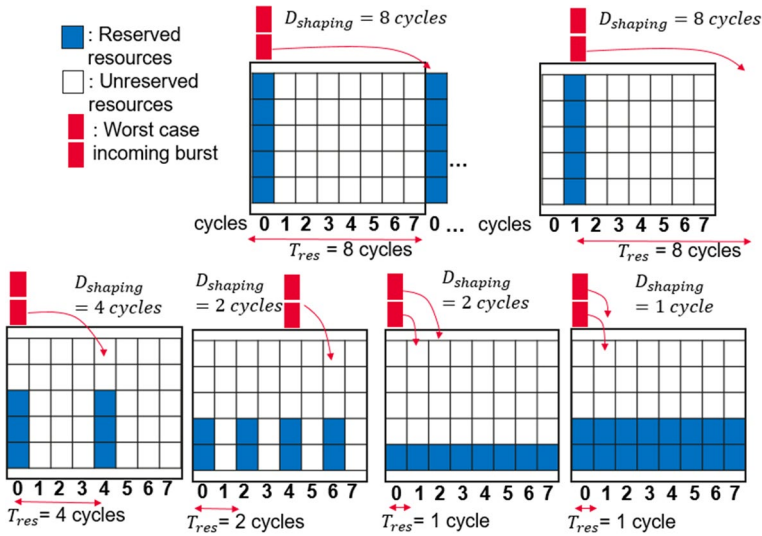 : Reserved
resources
: Unreserved
resources
: Worst case
incoming burst
D_shaping = 8 cycles
...
cycles 0 1 2 3 4 5 6 7 0 ...
T_res = 8 cycles
D_shaping = 8 cycles
cycles 0 1 2 3 4 5 6 7
T_res = 8 cycles
D_shaping
= 4 cycles
0 1 2 3 4 5 6 7
T_res = 4 cycles
D_shaping
= 2 cycles
0 1 2 3 4 5 6 7
T_res = 2 cycles
D_shaping
= 2 cycles
0 1 2 3 4 5 6 7
T_res = 1 cycle
D_shaping
= 1 cycle
0 1 2 3 4 5 6 7
T_res = 1 cycle